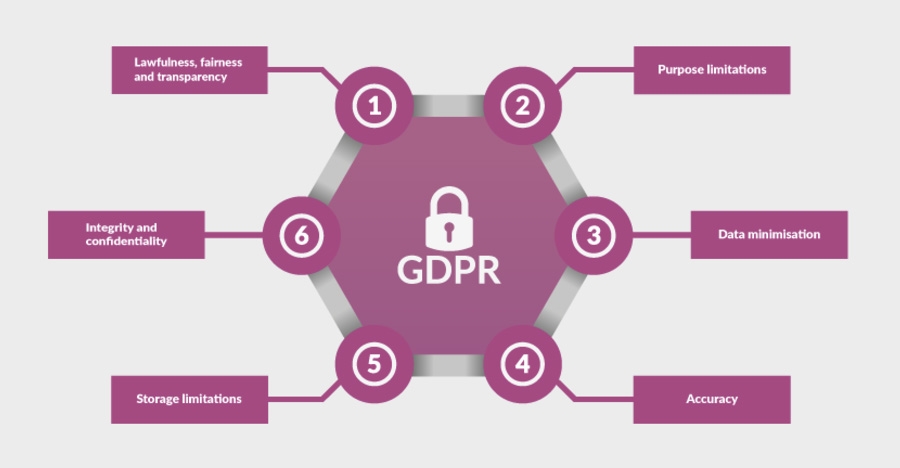 Lawfulness, fairness
and transparency
1
2
Purpose limitations
Integrity and
confidentiality
6
3
Data minimisation
GDPR
Storage limitations
5
4
Accuracy